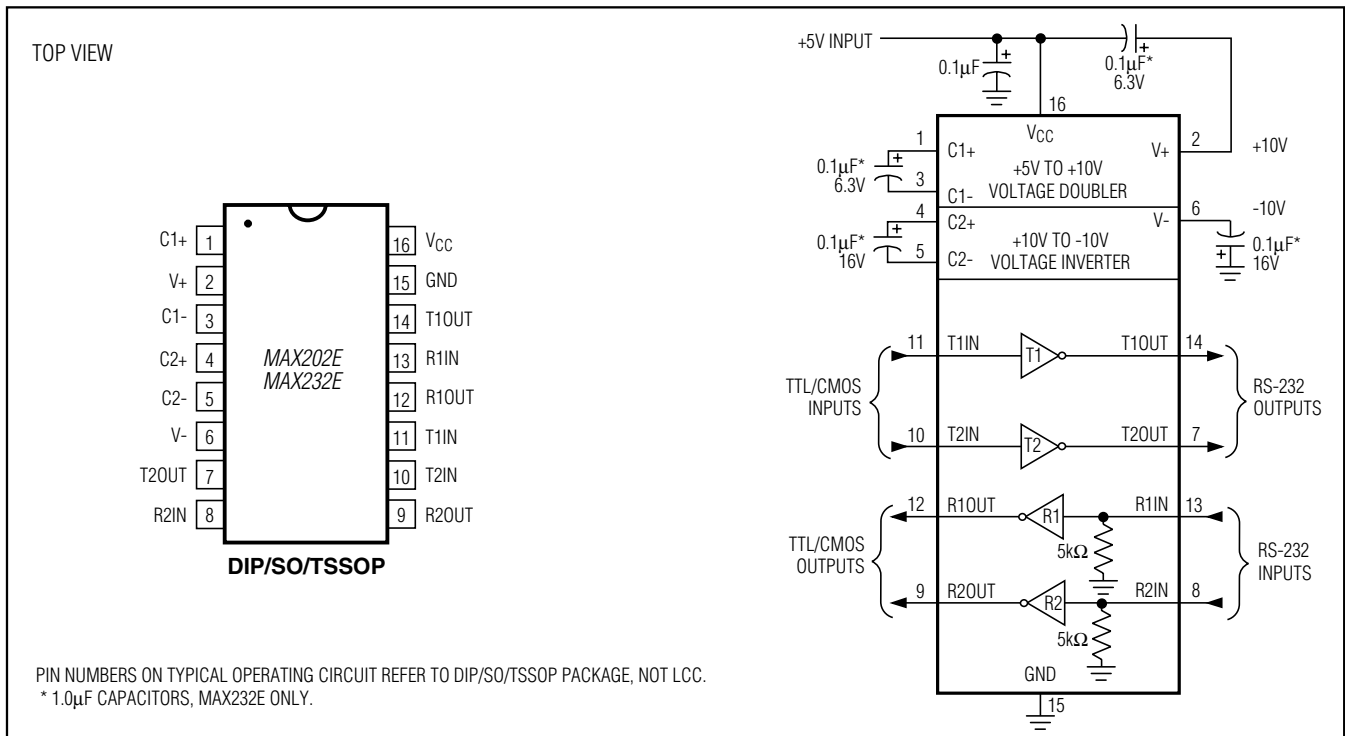 TOP VIEW
C1+ 1
V+ 2
C1- 3
C2+ 4
C2- 5
V- 6
T2OUT 7
R2IN 8
16 VCC
15 GND
14 T1OUT
13 R1IN
12 R1OUT
11 T1IN
10 T2IN
9 R2OUT
MAX202E
MAX232E
DIP/SO/TSSOP
+5V INPUT
0.1µF
+
+
0.1µF*
6.3V
16
VCC
1
C1+
+
0.1µF*
6.3V
3
C1-
+5V TO +10V
VOLTAGE DOUBLER
V+
2
+10V
4
C2+
+
0.1µF*
16V
5
C2-
+10V TO -10V
VOLTAGE INVERTER
V-
6
-10V
+
0.1µF*
16V
TTL/CMOS
INPUTS
11 T1IN T1 T1OUT 14
10 T2IN T2 T2OUT 7
RS-232
OUTPUTS
TTL/CMOS
OUTPUTS
12 R1OUT R1 R1IN 13
5kΩ
9 R2OUT R2 R2IN 8
5kΩ
RS-232
INPUTS
GND
15
PIN NUMBERS ON TYPICAL OPERATING CIRCUIT REFER TO DIP/SO/TSSOP PACKAGE, NOT LCC.
* 1.0µF CAPACITORS, MAX232E ONLY.